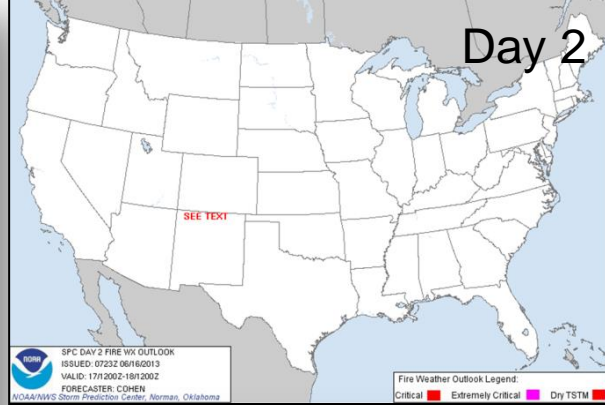 Day 2
SEE TEXT
NOAA
SPC DAY 2 FIRE WX OUTLOOK
ISSUED: 0723Z 06/16/2013
VALID: 17/1200Z-18/1200Z
FORECASTER: COHEN
NOAA/NWS Storm Prediction Center, Norman, Oklahoma
Fire Weather Outlook Legend:
Critical Extremely Critical Dry TSTM